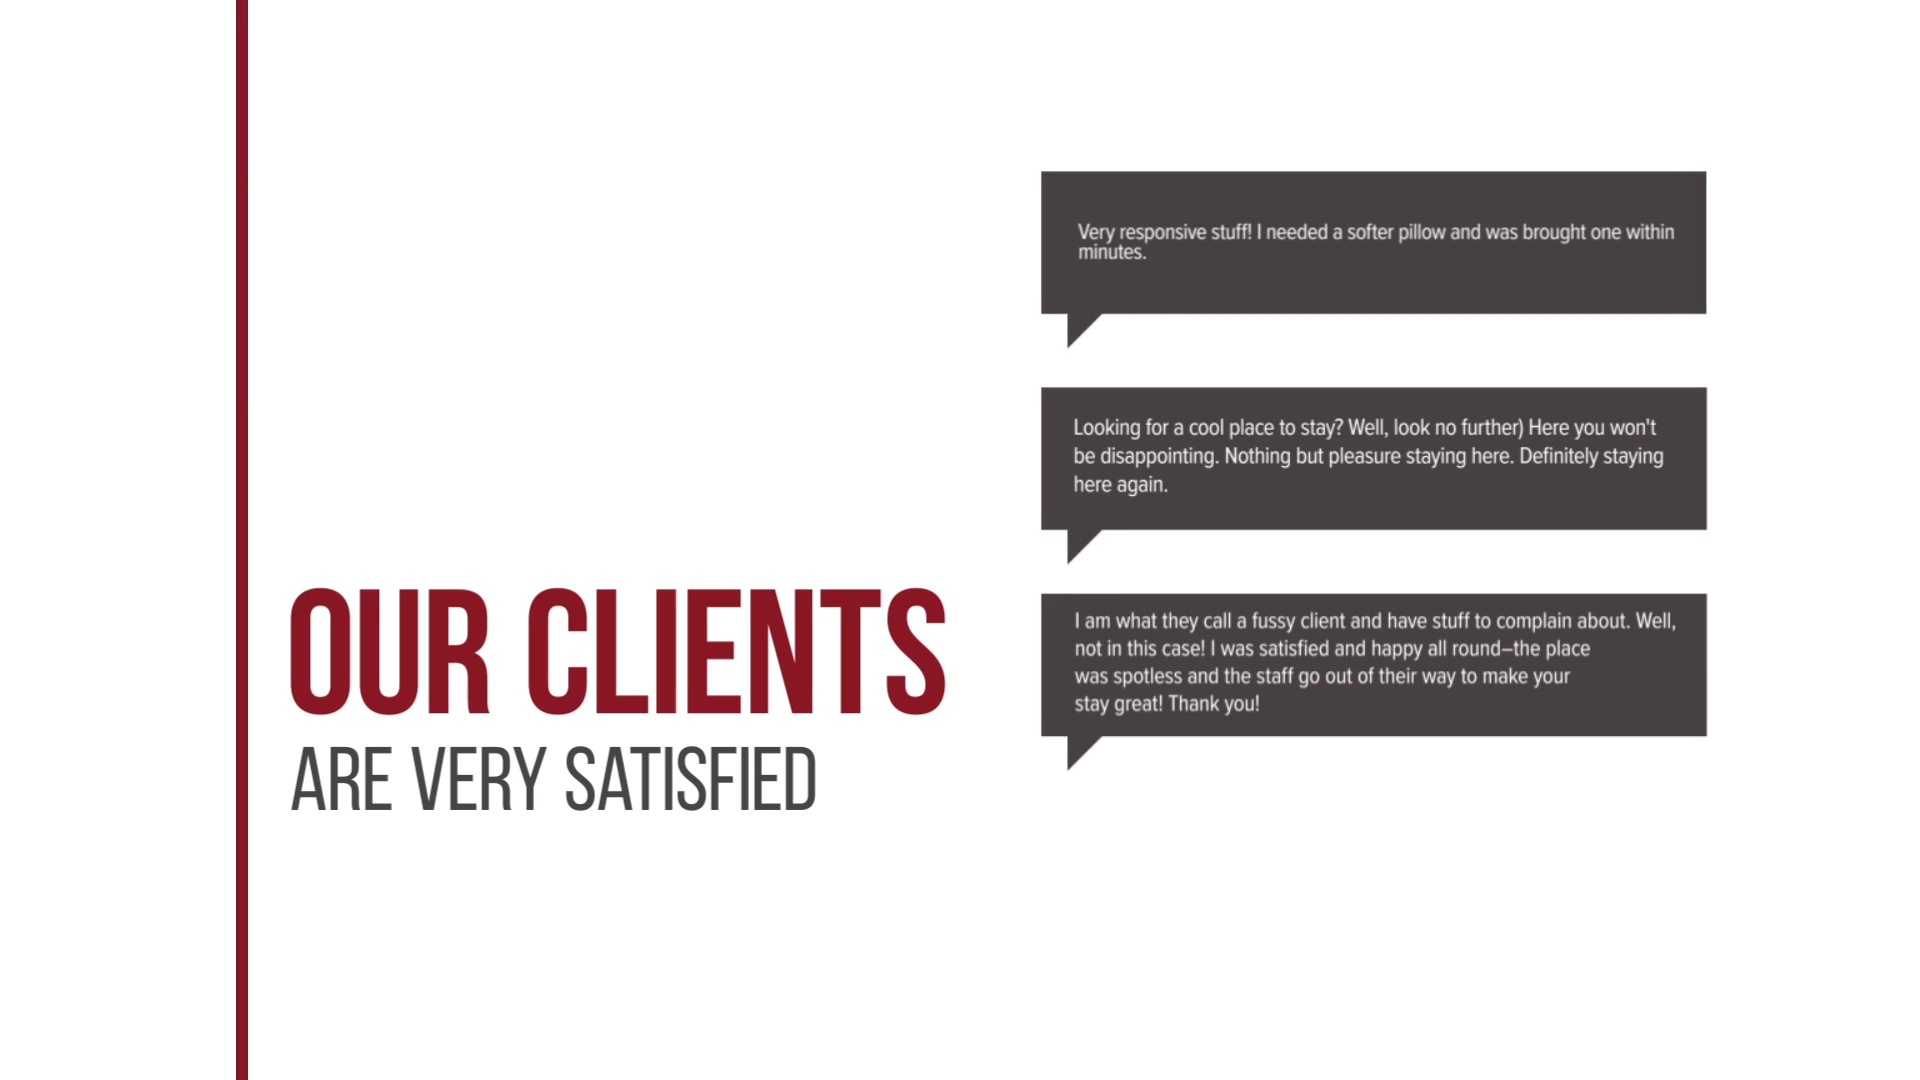 OUR CLIENTS
ARE VERY SATISFIED
Very responsive stuff! I needed a softer pillow and was brought one within
minutes.
Looking for a cool place to stay? Well, look no further) Here you won't
be disappointing. Nothing but pleasure staying here. Definitely staying
here again.
I am what they call a fussy client and have stuff to complain about. Well,
not in this case! I was satisfied and happy all round–the place
was spotless and the staff go out of their way to make your
stay great! Thank you!